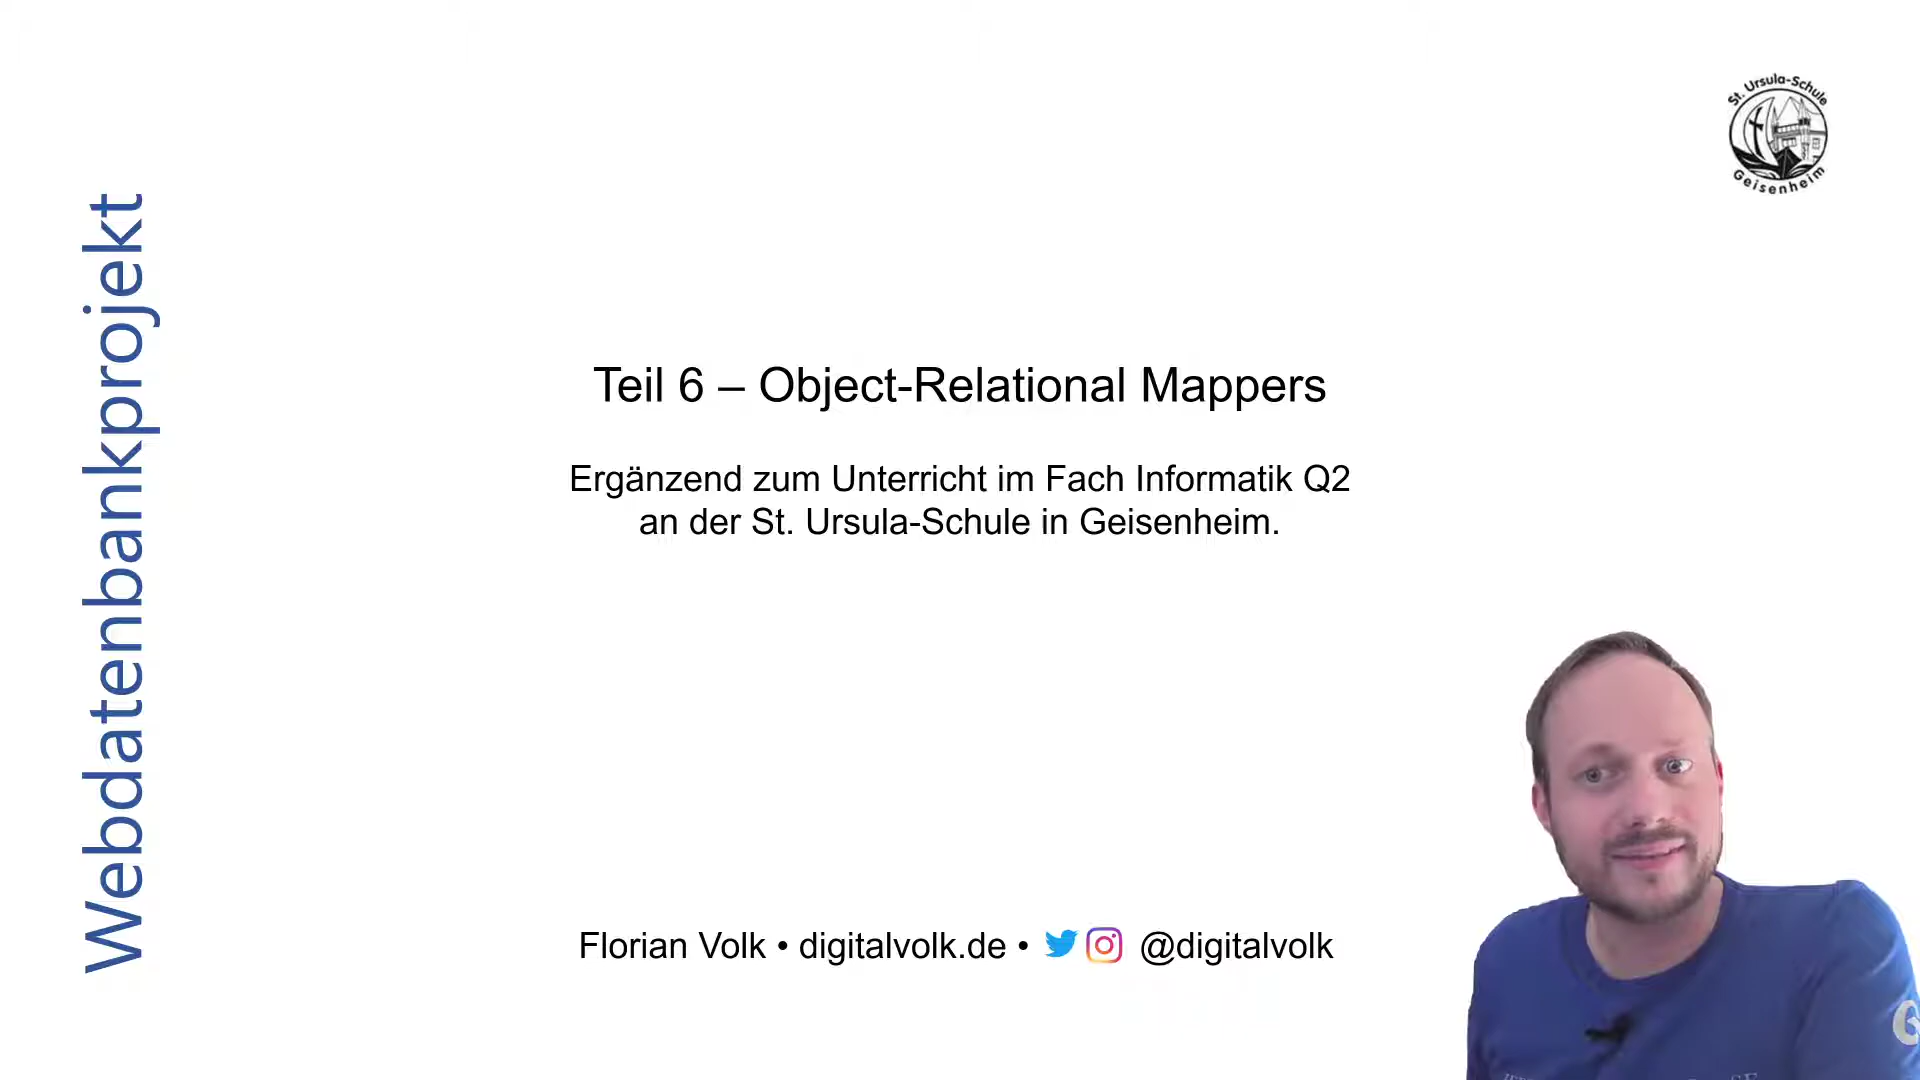 St. Ursula-Schule
Geisenheim
Webdatenbankprojekt
Teil 6 – Object-Relational Mappers
Ergänzend zum Unterricht im Fach Informatik Q2
an der St. Ursula-Schule in Geisenheim.
Florian Volk • digitalvolk.de • @digitalvolk